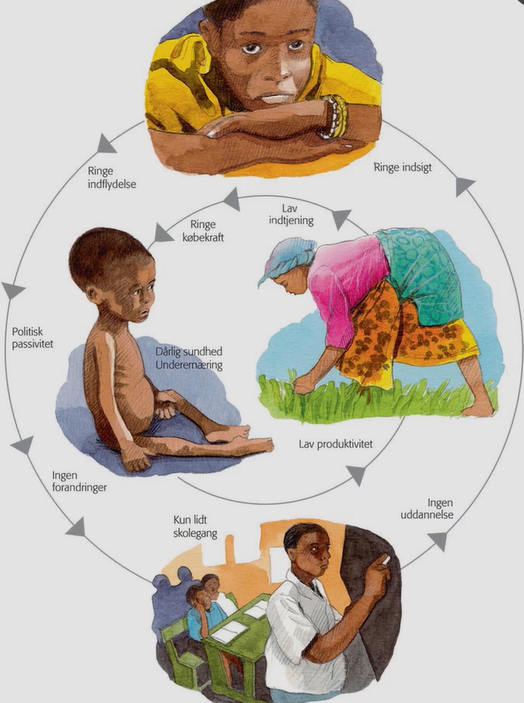 Ringe
indflydelse
Ringe indsigt
Lav
indtjening
Ringe
købekraft
Politisk
passivitet
Dårlig sundhed
Underernæring
Lav produktivitet
Ingen
forandringer
Ingen
uddannelse
Kun lidt
skolegang